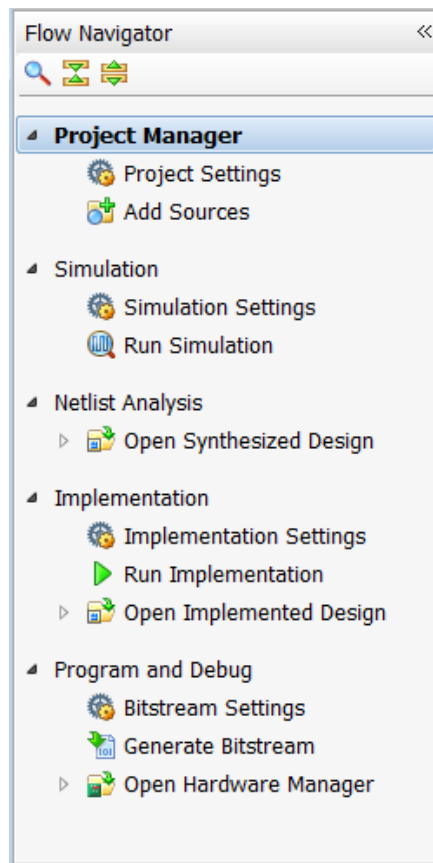 Flow Navigator
Project Manager
Project Settings
Add Sources
Simulation
Simulation Settings
Run Simulation
Netlist Analysis
Open Synthesized Design
Implementation
Implementation Settings
Run Implementation
Open Implemented Design
Program and Debug
Bitstream Settings
Generate Bitstream
Open Hardware Manager